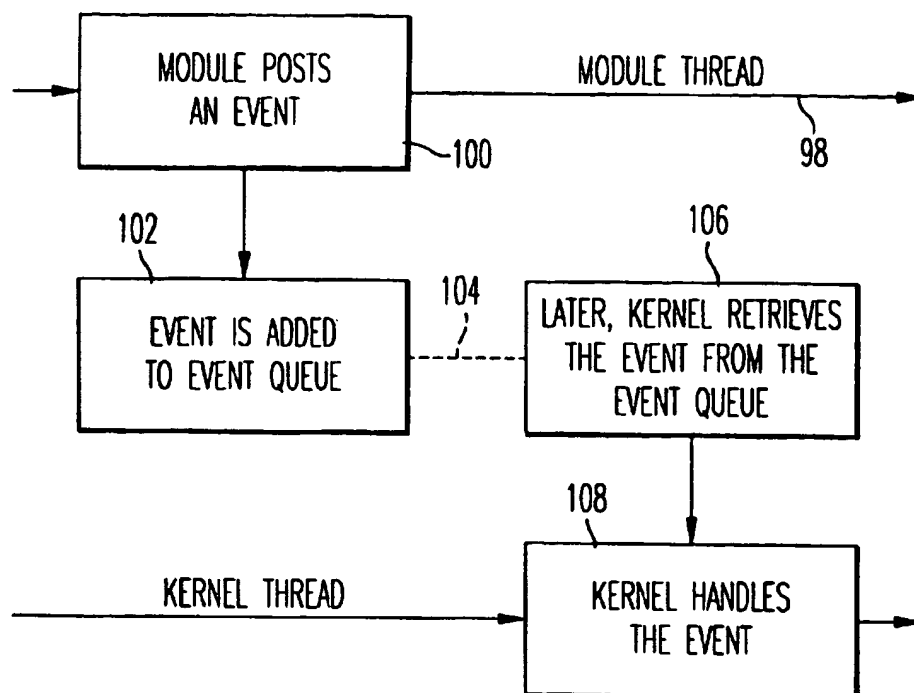 MODULE POSTS
AN EVENT
100
MODULE THREAD
98
102
EVENT IS ADDED
TO EVENT QUEUE
104
106
LATER, KERNEL RETRIEVES
THE EVENT FROM THE
EVENT QUEUE
KERNEL THREAD
108
KERNEL HANDLES
THE EVENT